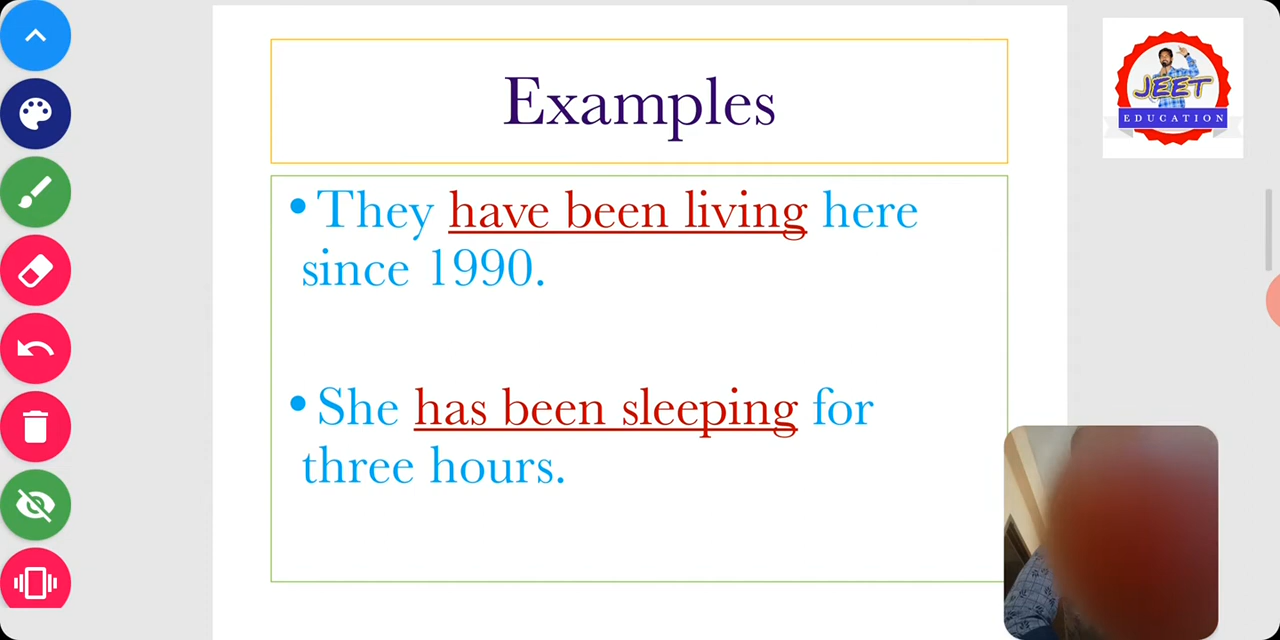 Examples
• They have been living here
since 1990.
• She has been sleeping for
three hours.
JEET
EDUCATION